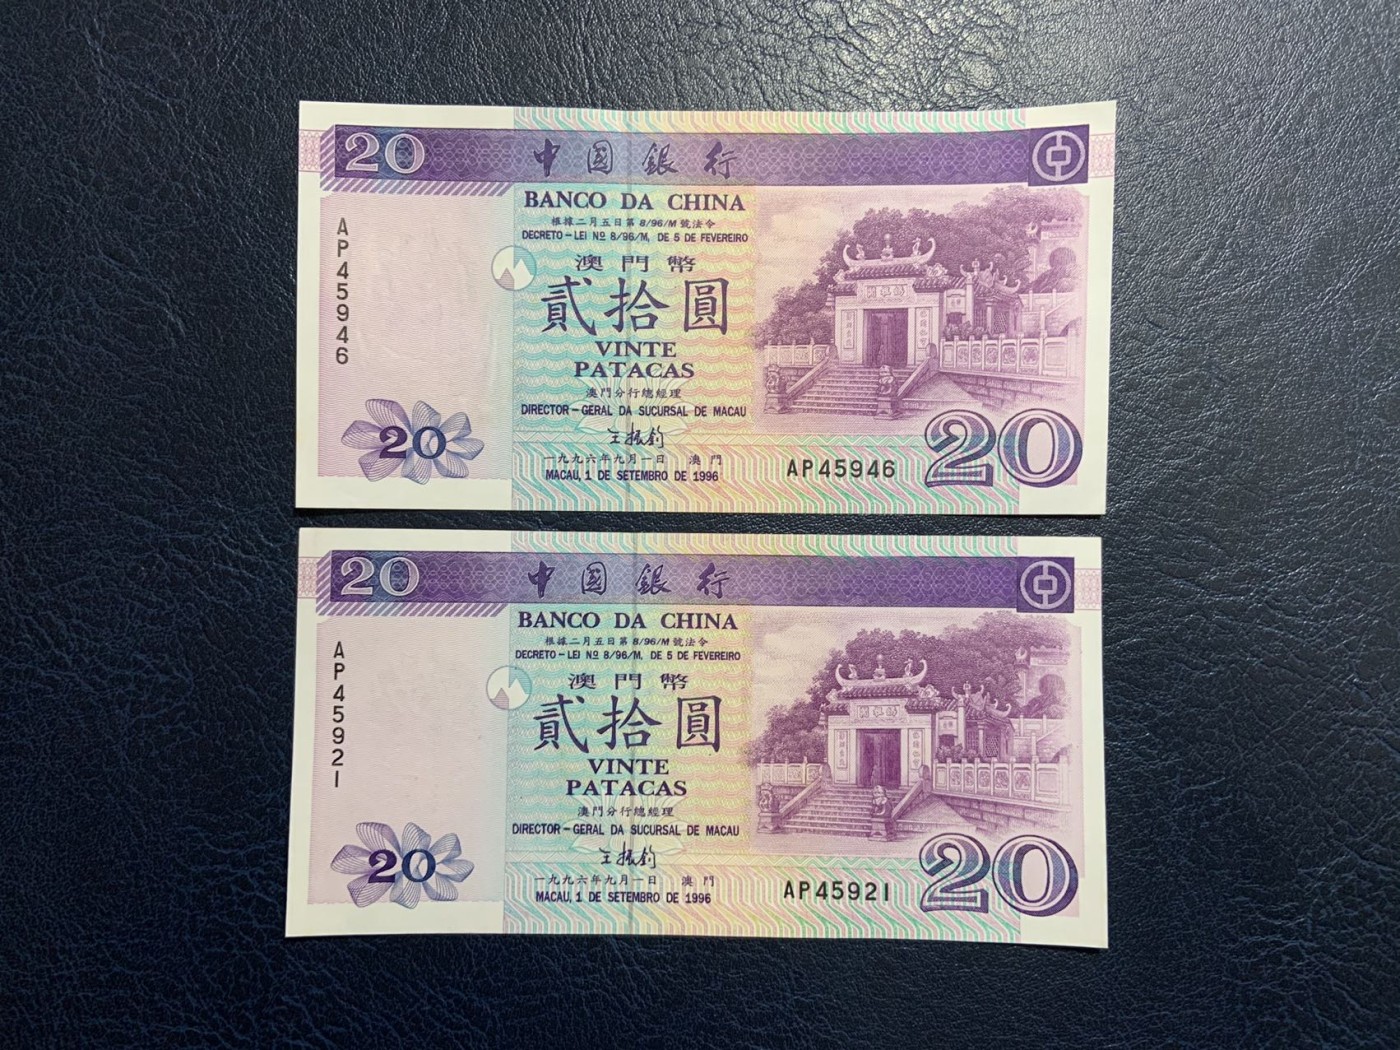 20
中國銀行
BANCO DA CHINA
根據二月五日第8/96/M號法令
DECRETO-LEI Nº 8/96/M, DE 5 DE FEVEREIRO
AP45946
澳門幣
貳拾圓
VINTE
PATACAS
澳門分行總經理
DIRECTOR-GERAL DA SUCURSAL DE MACAU
王振鈞
一九九六年九月一日 澳門
MACAU, 1 DE SETEMBRO DE 1996
20
AP45946
20
20
中國銀行
BANCO DA CHINA
根據二月五日第8/96/M號法令
DECRETO-LEI Nº 8/96/M, DE 5 DE FEVEREIRO
AP45921
澳門幣
貳拾圓
VINTE
PATACAS
澳門分行總經理
DIRECTOR-GERAL DA SUCURSAL DE MACAU
王振鈞
一九九六年九月一日 澳門
MACAU, 1 DE SETEMBRO DE 1996
20
AP45921
20